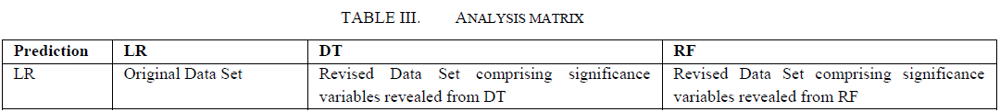 TABLE III. ANALYSIS MATRIX
Prediction LR DT RF
LR Original Data Set Revised Data Set comprising significance variables revealed from DT Revised Data Set comprising significance variables revealed from RF